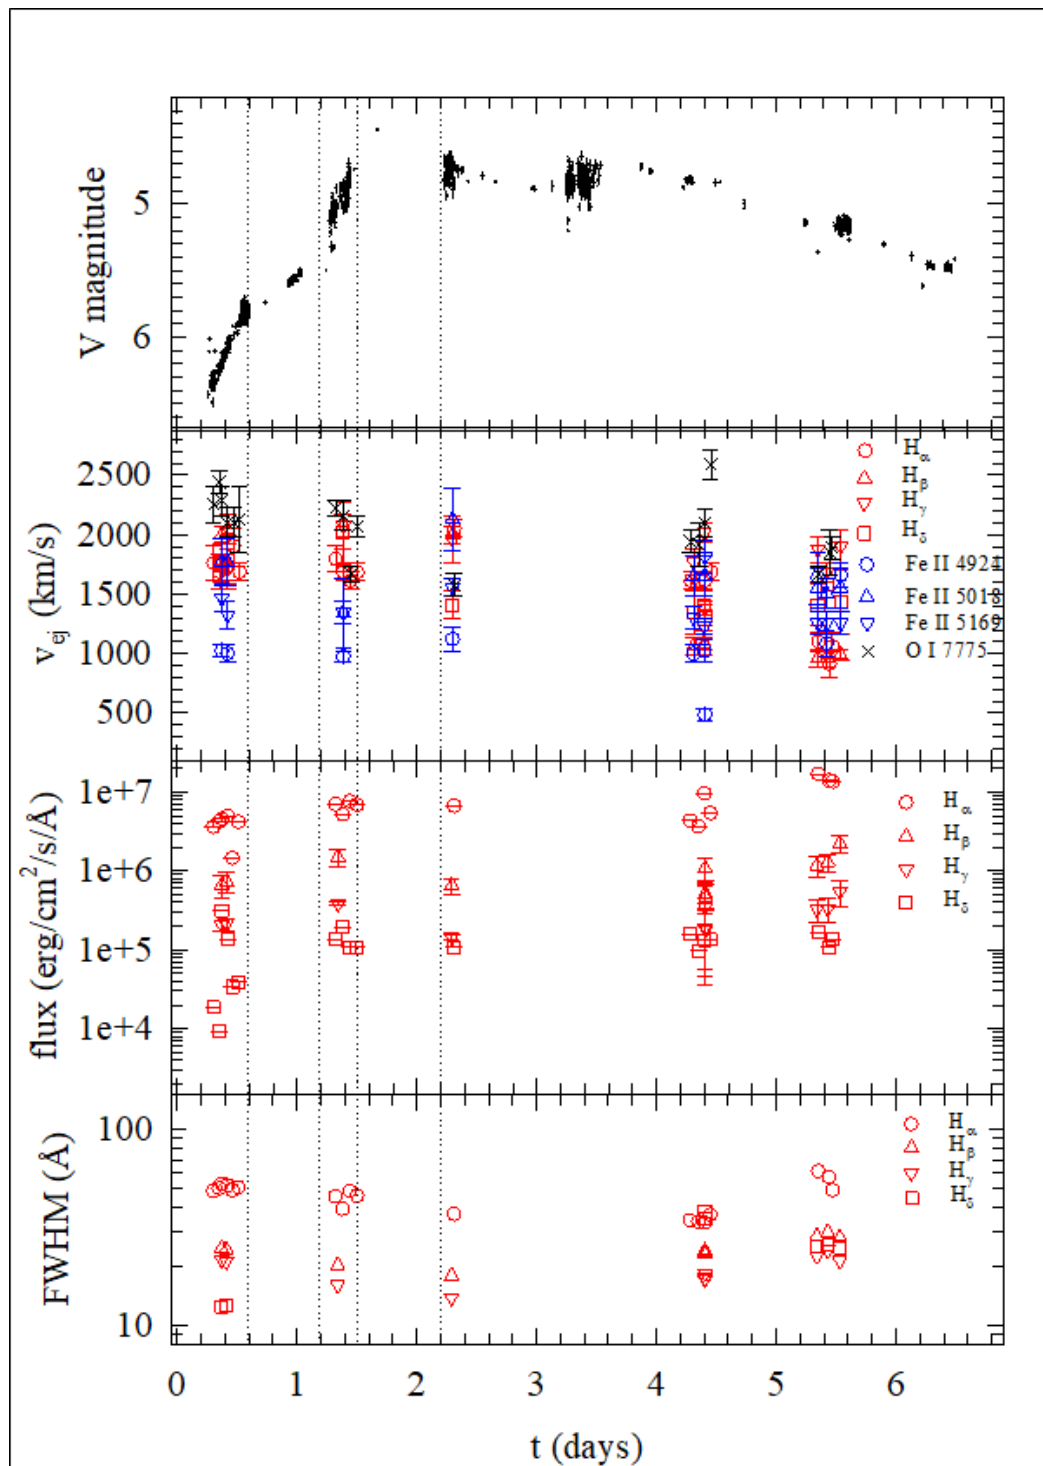 V magnitude
5
6
v_ej (km/s)
2500
2000
1500
1000
500
H_α
H_β
H_γ
H_δ
Fe II 4924
Fe II 5018
Fe II 5169
O I 7775
flux (erg/cm²/s/Å)
1e+7
1e+6
1e+5
1e+4
H_α
H_β
H_γ
H_δ
FWHM (Å)
100
10
H_α
H_β
H_γ
H_δ
0 1 2 3 4 5 6
t (days)